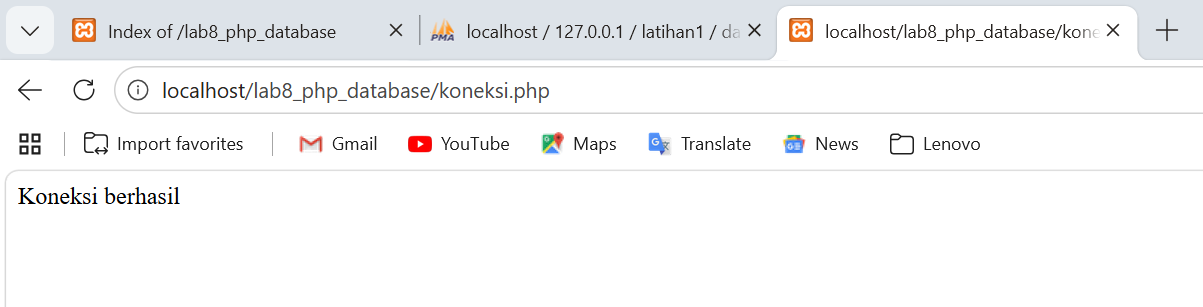 Index of /lab8_php_database
PMA localhost / 127.0.0.1 / latihan1 / da
localhost/lab8_php_database/kone
localhost/lab8_php_database/koneksi.php
Import favorites Gmail YouTube Maps Translate News Lenovo
Koneksi berhasil